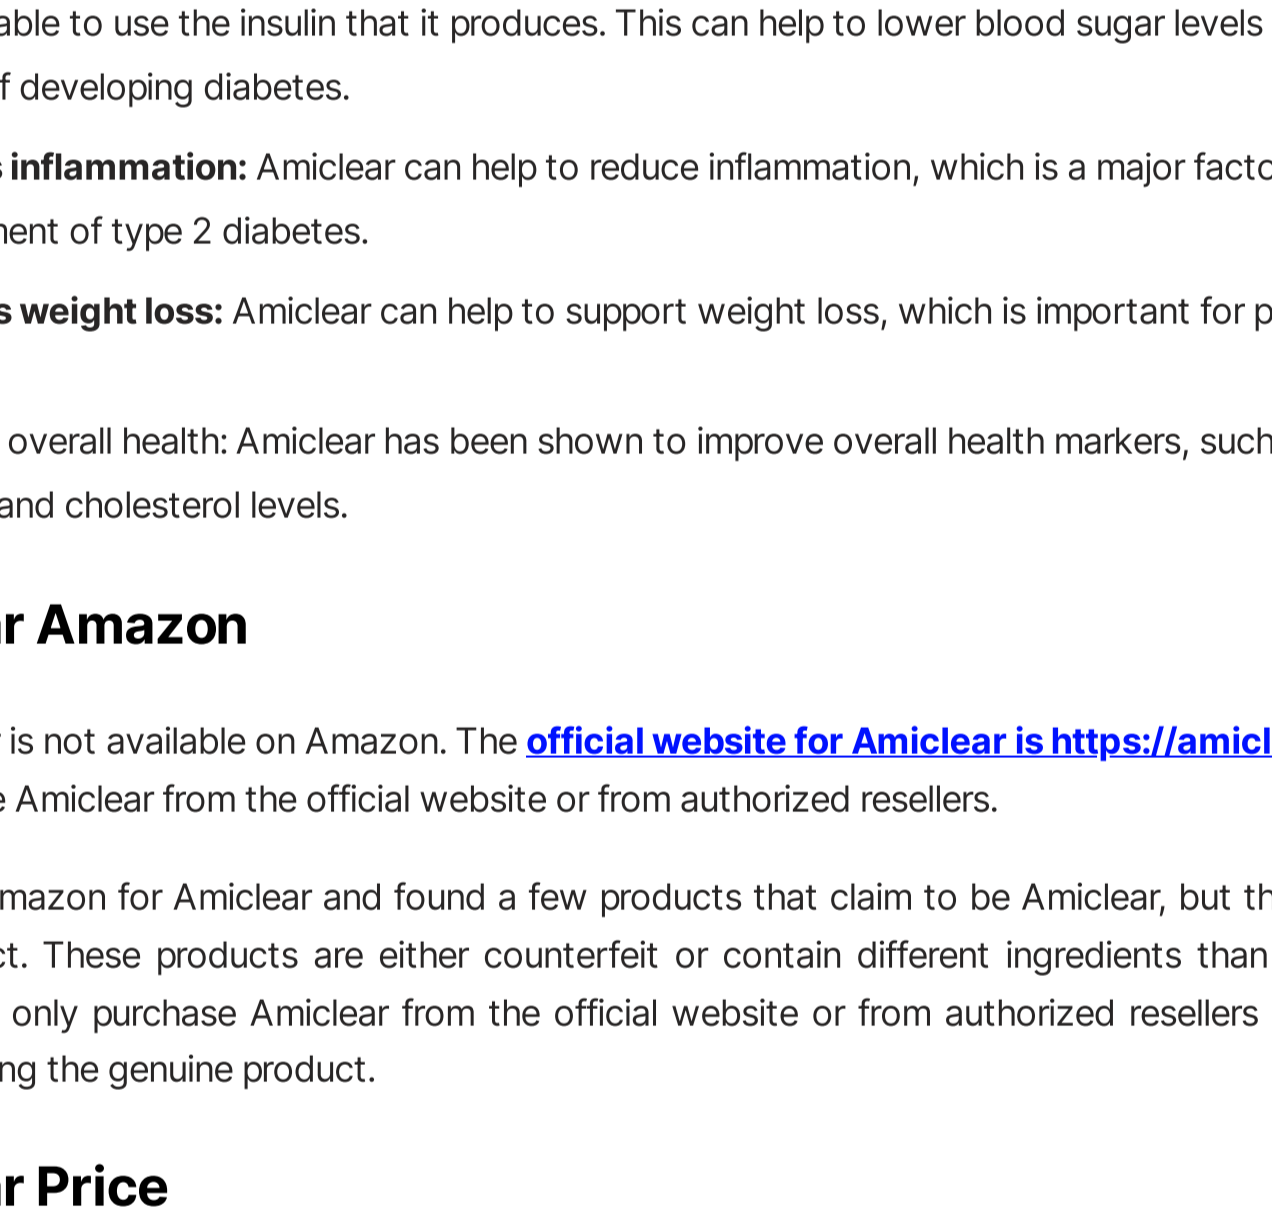 able to use the insulin that it produces. This can help to lower blood sugar levels
f developing diabetes.
s inflammation: Amiclear can help to reduce inflammation, which is a major facto
ent of type 2 diabetes.
s weight loss: Amiclear can help to support weight loss, which is important for p
overall health: Amiclear has been shown to improve overall health markers, such
and cholesterol levels.
r Amazon
is not available on Amazon. The official website for Amiclear is https://amicl
e Amiclear from the official website or from authorized resellers.
mazon for Amiclear and found a few products that claim to be Amiclear, but th
ct. These products are either counterfeit or contain different ingredients than
only purchase Amiclear from the official website or from authorized resellers
ng the genuine product.
r Price